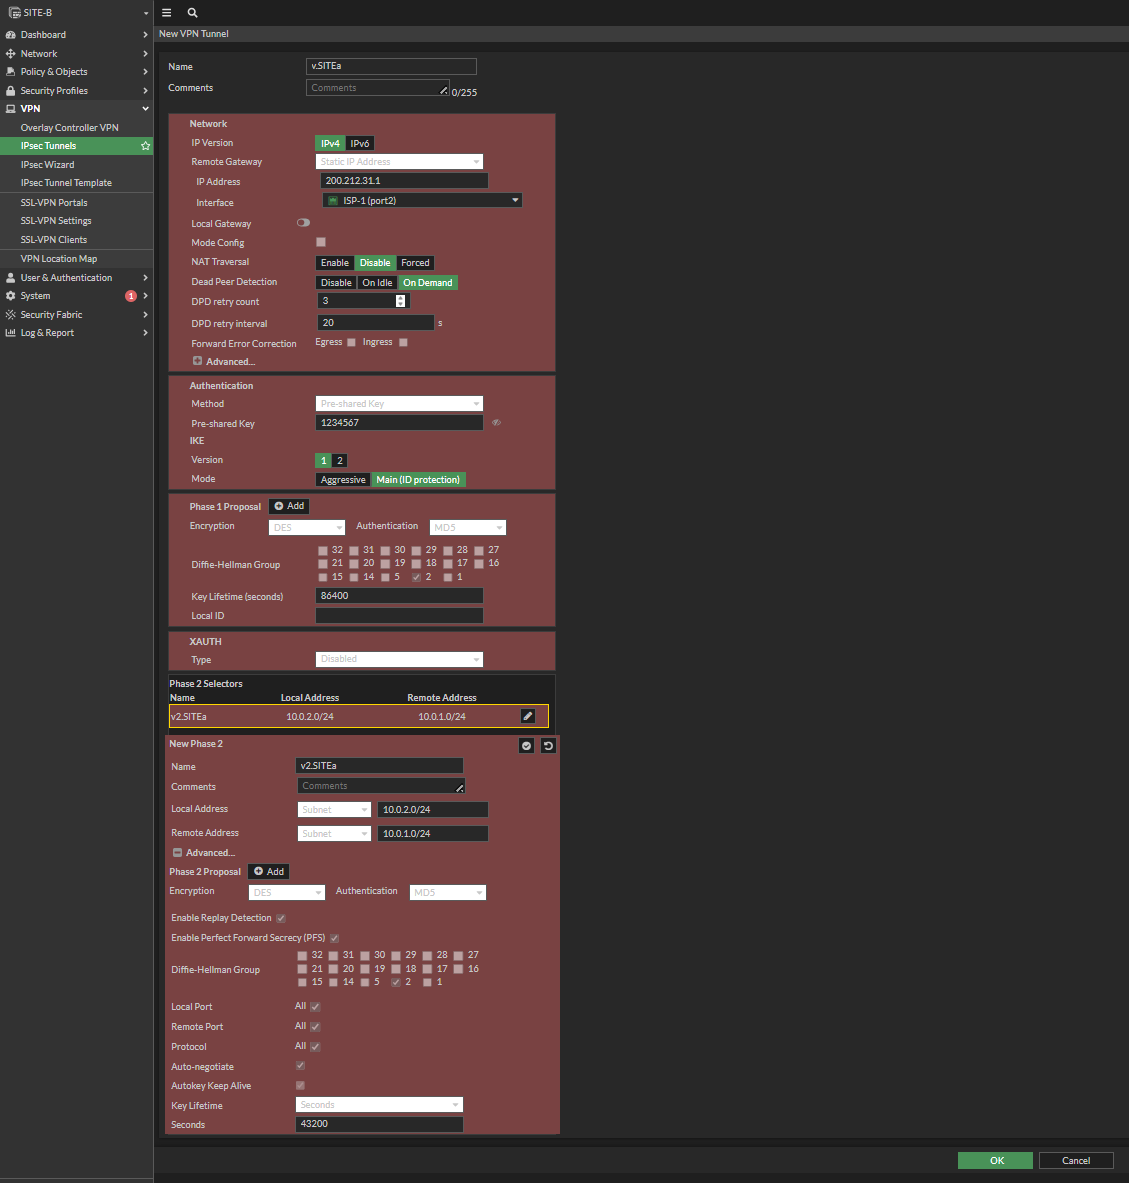 SITE-B
Dashboard
Network
Policy & Objects
Security Profiles
VPN
Overlay Controller VPN
IPsec Tunnels
IPsec Wizard
IPsec Tunnel Template
SSL-VPN Portals
SSL-VPN Settings
SSL-VPN Clients
VPN Location Map
User & Authentication
System 1
Security Fabric
Log & Report
New VPN Tunnel
Name v.SITEa
Comments Comments 0/255
Network
IP Version IPv4 IPv6
Remote Gateway Static IP Address
IP Address 200.212.31.1
Interface ISP-1 (port2)
Local Gateway
Mode Config
NAT Traversal Enable Disable Forced
Dead Peer Detection Disable On Idle On Demand
DPD retry count 3
DPD retry interval 20 s
Forward Error Correction Egress Ingress
Advanced...
Authentication
Method Pre-shared Key
Pre-shared Key 1234567
IKE
Version 1 2
Mode Aggressive Main (ID protection)
Phase 1 Proposal Add
Encryption DES Authentication MD5
32 31 30 29 28 27
Diffie-Hellman Group 21 20 19 18 17 16
15 14 5 2 1
Key Lifetime (seconds) 86400
Local ID
XAUTH
Type Disabled
Phase 2 Selectors
Name Local Address Remote Address
v2.SITEa 10.0.2.0/24 10.0.1.0/24
New Phase 2
Name v2.SITEa
Comments Comments
Local Address Subnet 10.0.2.0/24
Remote Address Subnet 10.0.1.0/24
Advanced...
Phase 2 Proposal Add
Encryption DES Authentication MD5
Enable Replay Detection
Enable Perfect Forward Secrecy (PFS)
32 31 30 29 28 27
Diffie-Hellman Group 21 20 19 18 17 16
15 14 5 2 1
Local Port All
Remote Port All
Protocol All
Auto-negotiate
Autokey Keep Alive
Key Lifetime Seconds
Seconds 43200
OK Cancel